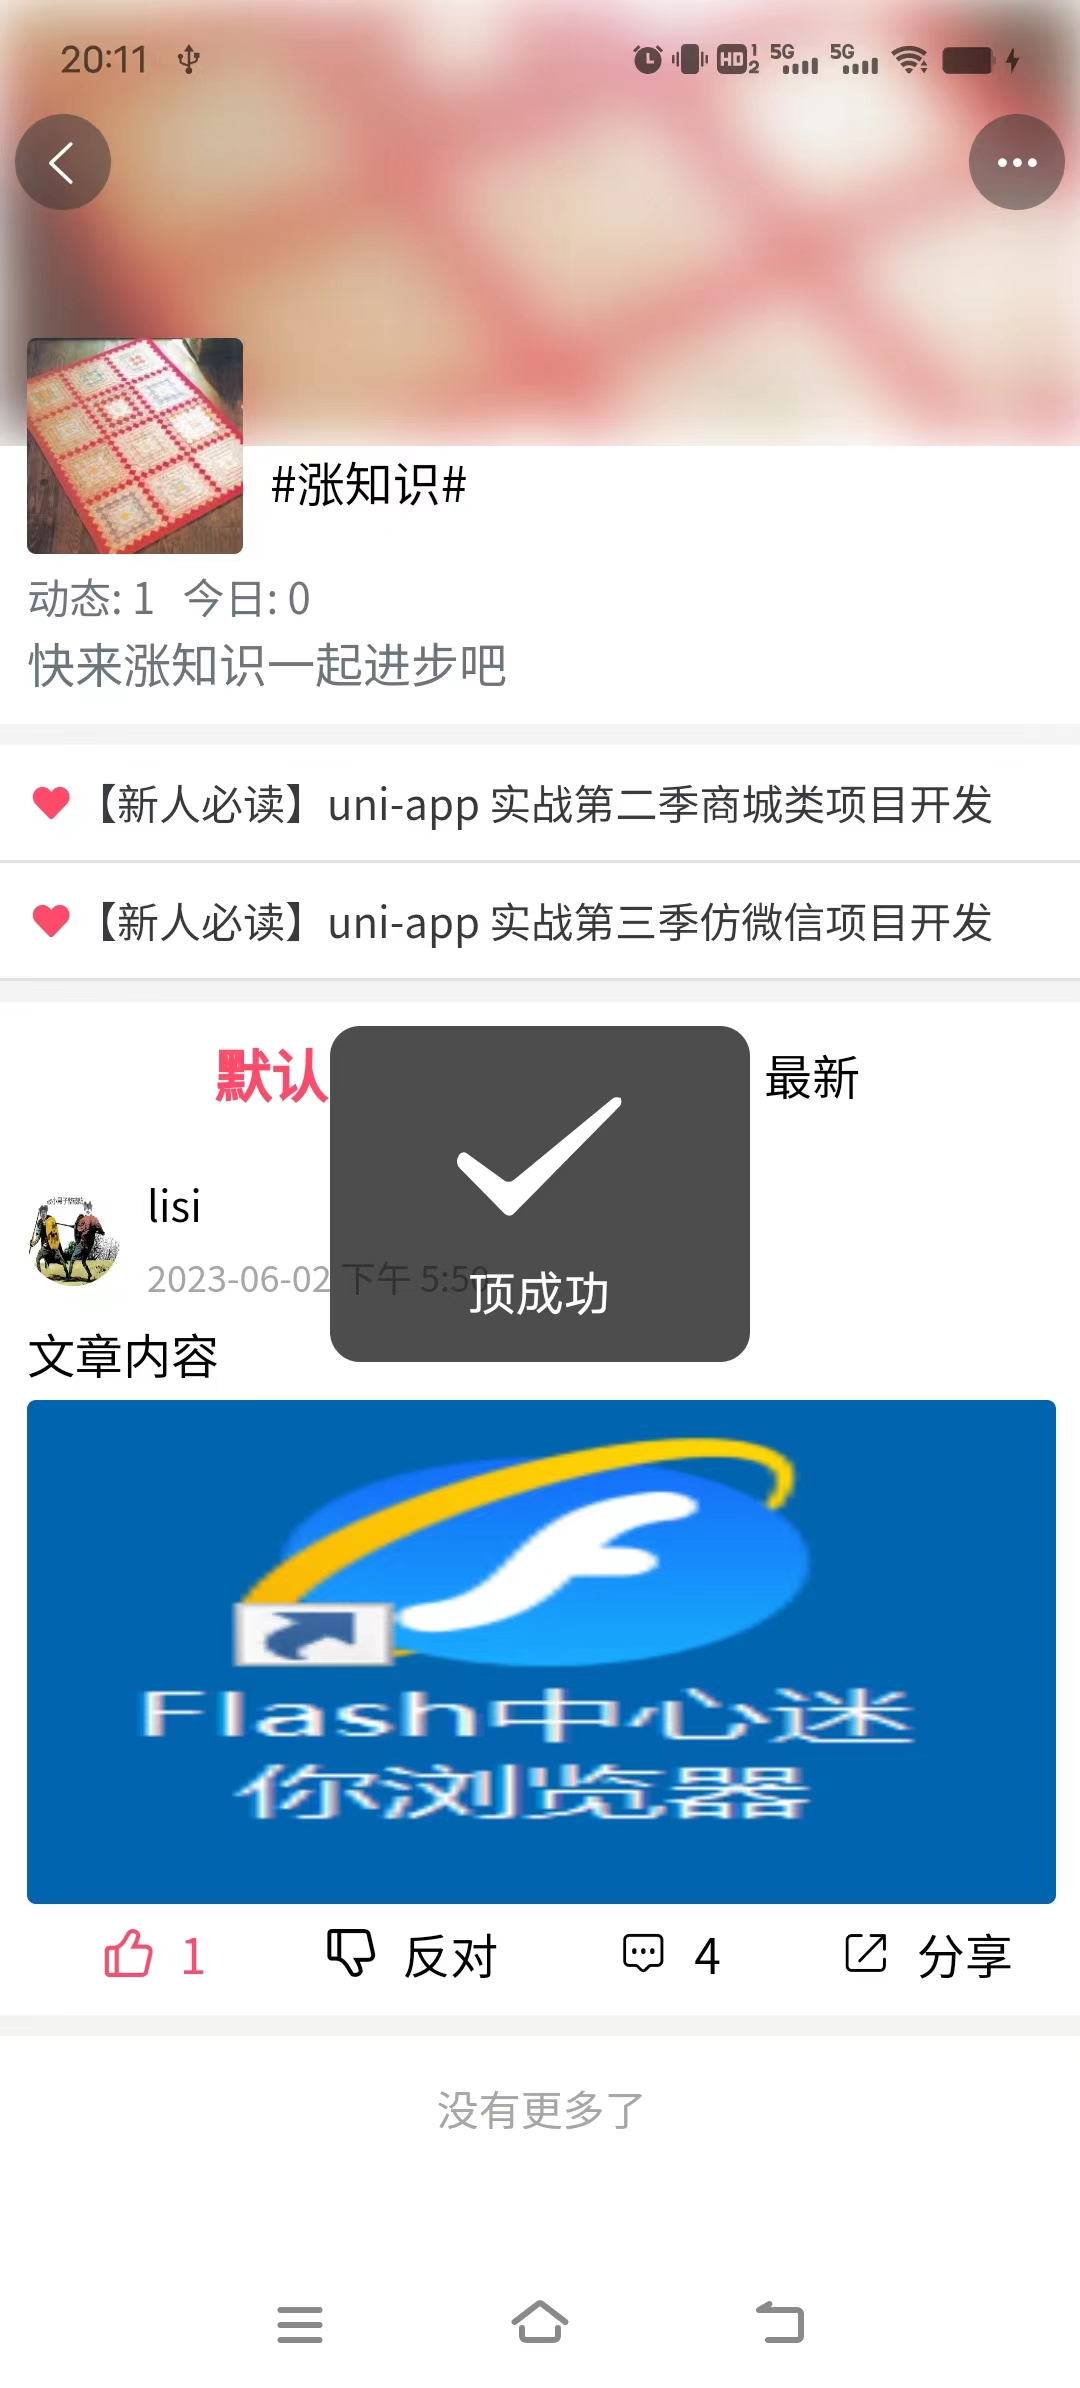 20:11
HD 1 2 5G 5G
#涨知识#
动态: 1 今日: 0
快来涨知识一起进步吧
【新人必读】uni-app 实战第二季商城类项目开发
【新人必读】uni-app 实战第三季仿微信项目开发
默认 最新
lisi
2023-06-02 下午 5:50
顶成功
文章内容
Flash中心迷
你浏览器
1 反对 4 分享
没有更多了